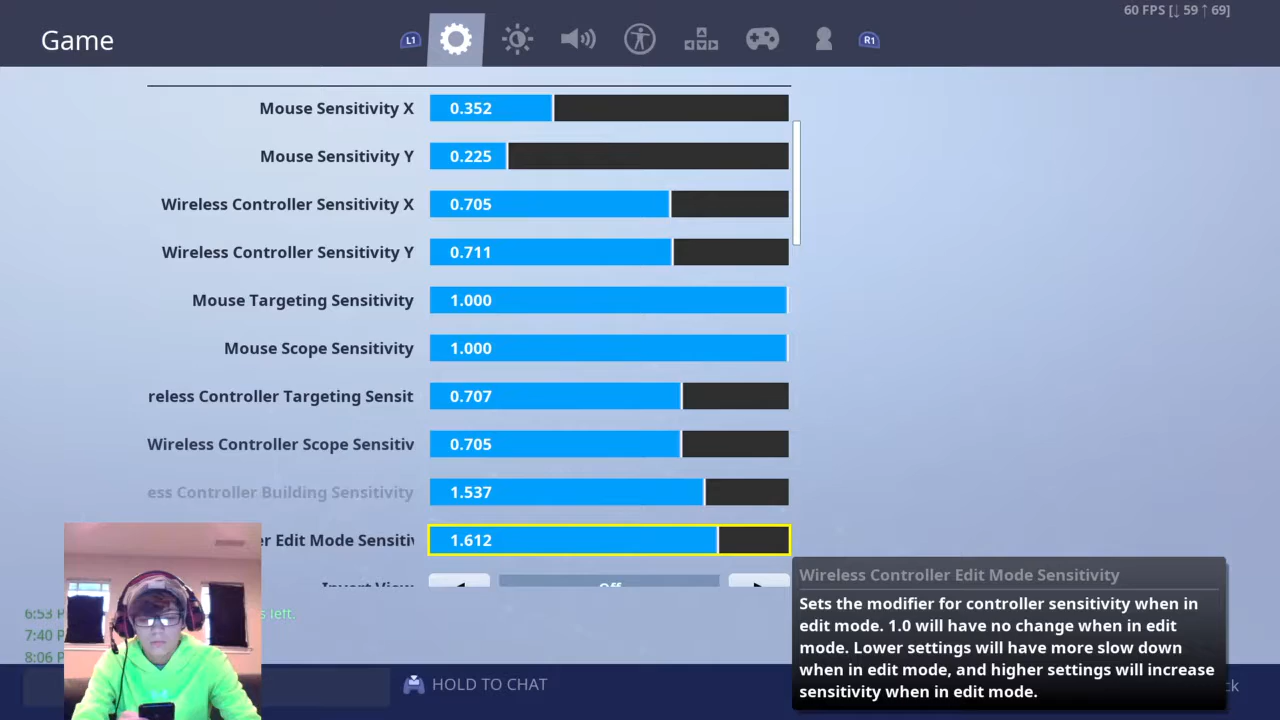 60 FPS [↓ 59 ↑ 69]
Game
L1
R1
Mouse Sensitivity X 0.352
Mouse Sensitivity Y 0.225
Wireless Controller Sensitivity X 0.705
Wireless Controller Sensitivity Y 0.711
Mouse Targeting Sensitivity 1.000
Mouse Scope Sensitivity 1.000
reless Controller Targeting Sensit 0.707
Wireless Controller Scope Sensitiv 0.705
ess Controller Building Sensitivity 1.537
er Edit Mode Sensitiv 1.612
Invert View Off
Wireless Controller Edit Mode Sensitivity
Sets the modifier for controller sensitivity when in
edit mode. 1.0 will have no change when in edit
mode. Lower settings will have more slow down
when in edit mode, and higher settings will increase
sensitivity when in edit mode.
6:53 P
s left.
7:40 P
8:06 P
HOLD TO CHAT
ck